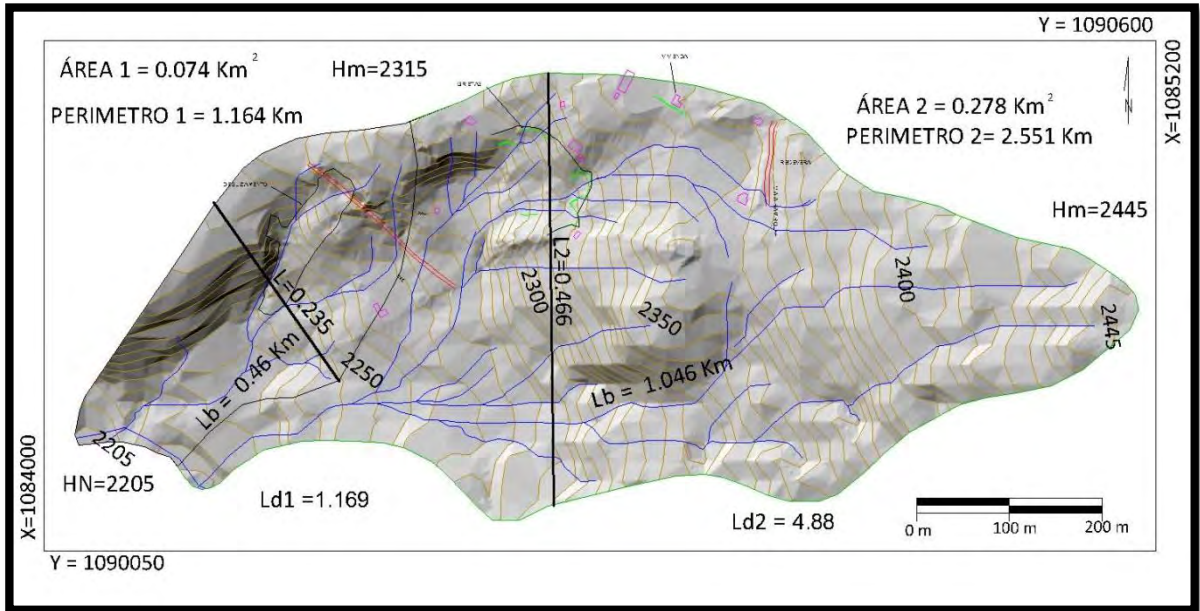 Y = 1090600
ÁREA 1 = 0.074 Km²
Hm=2315
VIVIENDA
GRIETAS
X=1085200
PERIMETRO 1 = 1.164 Km
ÁREA 2 = 0.278 Km²
PERIMETRO 2= 2.551 Km
N
DESLIZAMIENTO
Hm=2445
L=0.235
L2=0.466
2300
2350
2400
2445
2250
Lb = 0.46 Km
Lb = 1.046 Km
2205
X=1084000
HN=2205
Ld1 =1.169
Ld2 = 4.88
0 m 100 m 200 m
Y = 1090050